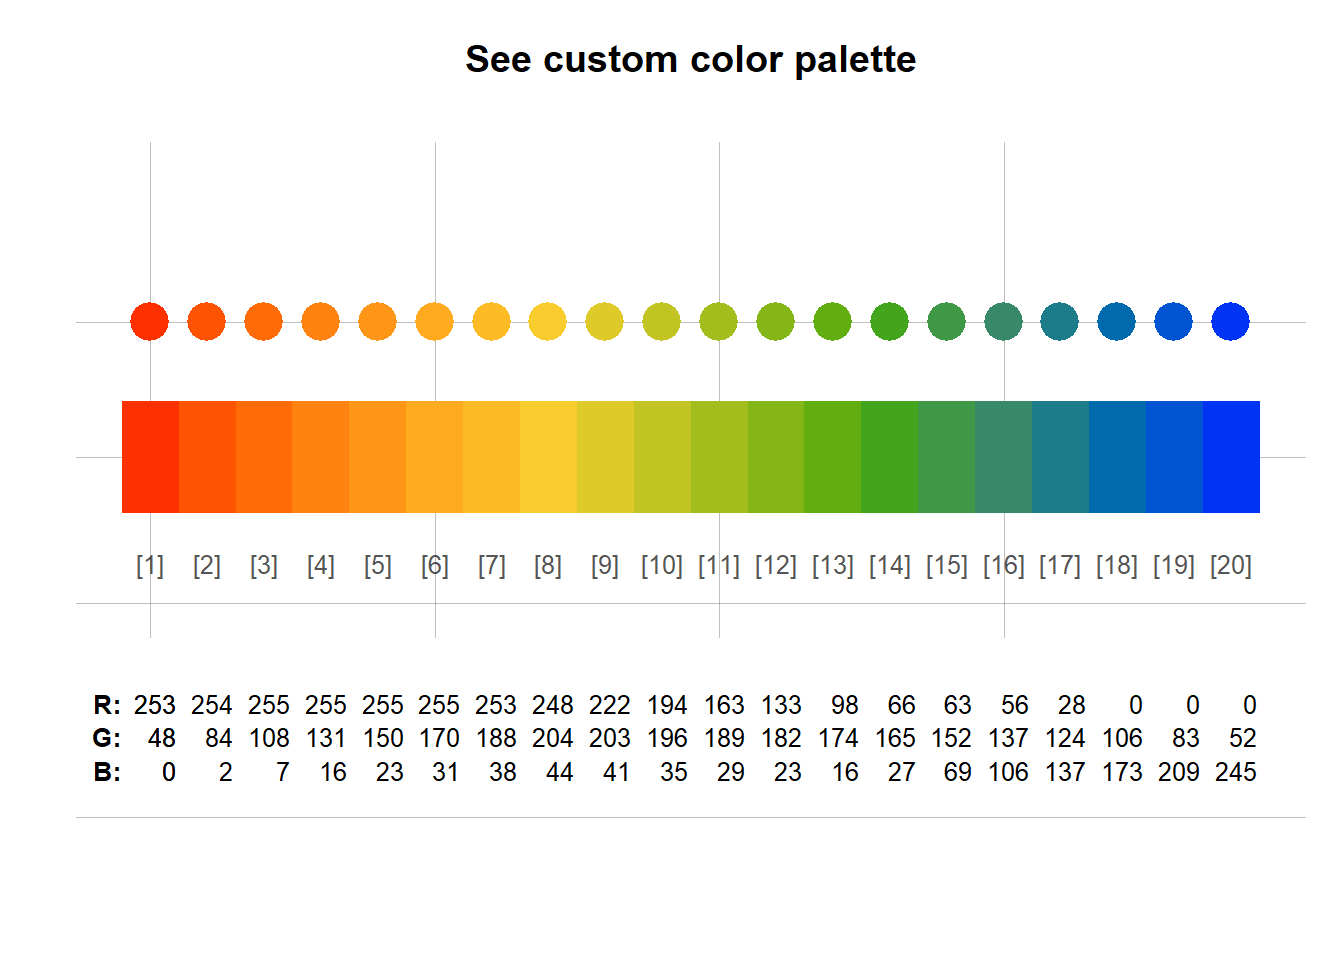 See custom color palette
[1] [2] [3] [4] [5] [6] [7] [8] [9] [10] [11] [12] [13] [14] [15] [16] [17] [18] [19] [20]
R: 253 254 255 255 255 255 253 248 222 194 163 133 98 66 63 56 28 0 0 0
G: 48 84 108 131 150 170 188 204 203 196 189 182 174 165 152 137 124 106 83 52
B: 0 2 7 16 23 31 38 44 41 35 29 23 16 27 69 106 137 173 209 245